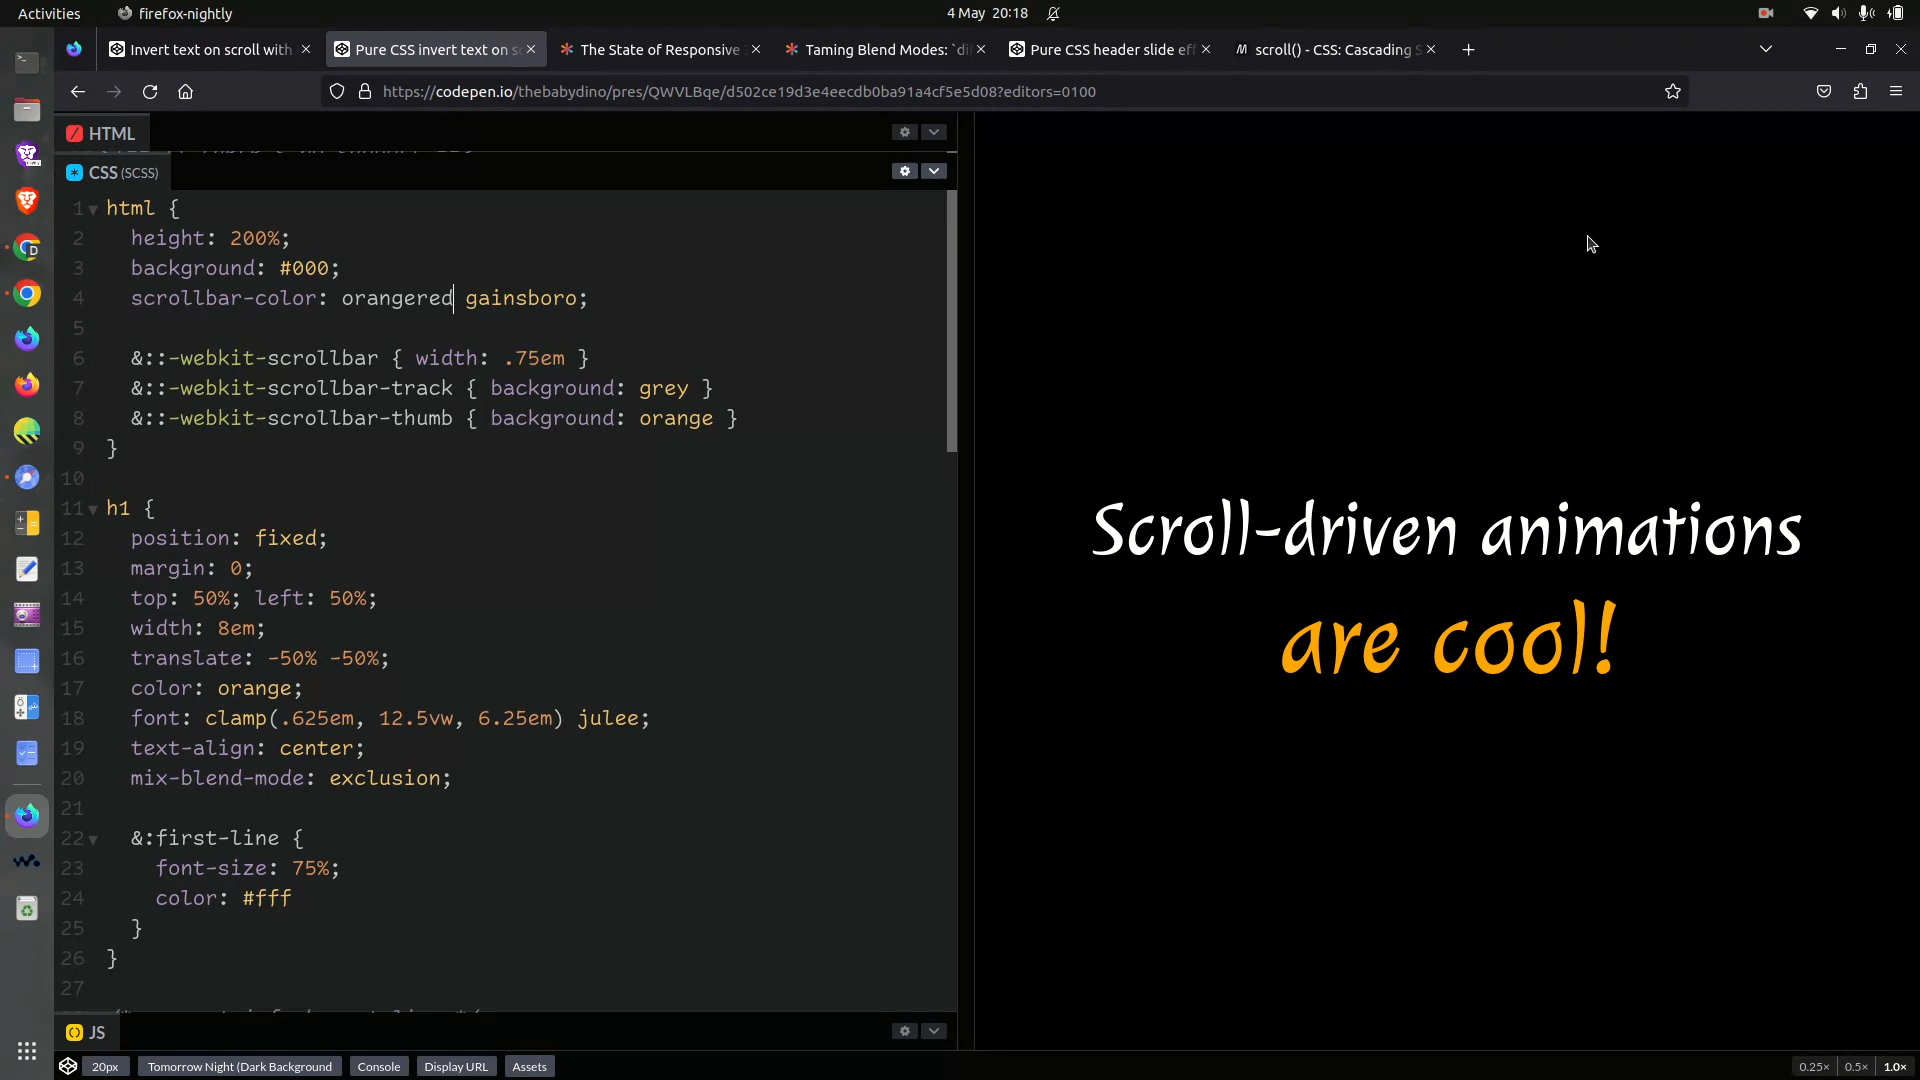 Activities
firefox-nightly
4 May 20:18
Invert text on scroll with
Pure CSS invert text on s
The State of Responsive
Taming Blend Modes: `di
Pure CSS header slide ef
scroll() - CSS: Cascading S
https://codepen.io/thebabydino/pres/QWVLBqe/d502ce19d3e4eecdb0ba91a4cf5e5d08?editors=0100
HTML
CSS (SCSS)
1 html {
2 height: 200%;
3 background: #000;
4 scrollbar-color: orangered gainsboro;
5
6 &::-webkit-scrollbar { width: .75em }
7 &::-webkit-scrollbar-track { background: grey }
8 &::-webkit-scrollbar-thumb { background: orange }
9 }
10
11 h1 {
12 position: fixed;
13 margin: 0;
14 top: 50%; left: 50%;
15 width: 8em;
16 translate: -50% -50%;
17 color: orange;
18 font: clamp(.625em, 12.5vw, 6.25em) julee;
19 text-align: center;
20 mix-blend-mode: exclusion;
21
22 &:first-line {
23 font-size: 75%;
24 color: #fff
25 }
26 }
27
Scroll-driven animations
are cool!
JS
20px
Tomorrow Night (Dark Background
Console
Display URL
Assets
0.25×
0.5×
1.0×